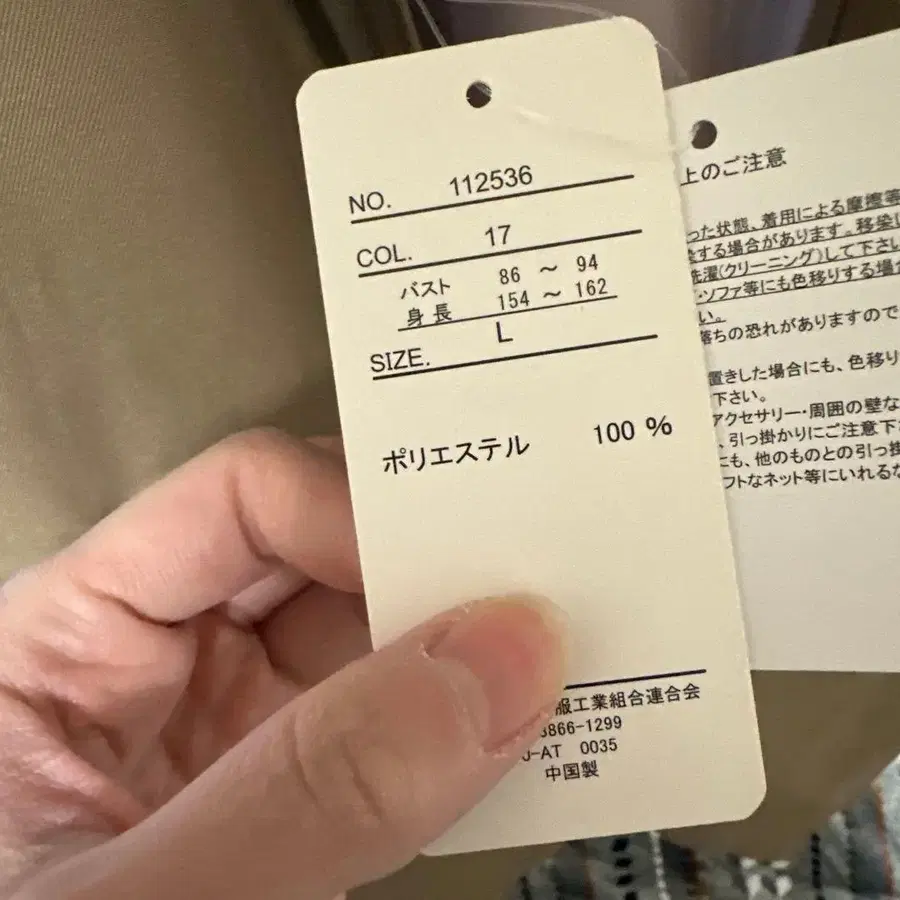 NO. 112536
COL. 17
バスト 86 ～ 94
身長 154 ～ 162
SIZE. L
ポリエステル 100 %
服工業組合連合会
3866-1299
J-AT 0035
中国製
上のご注意
った状態、着用による摩擦等
する場合があります。移染
洗濯(クリーニング)して下さい
・ソファ等にも色移りする場合
い。
落ちの恐れがありますので
置きした場合にも、色移り
下さい。
アクセサリー・周囲の壁な
、引っ掛かりにご注意下
にも、他のものとの引っ掛
フトなネット等にいれるな